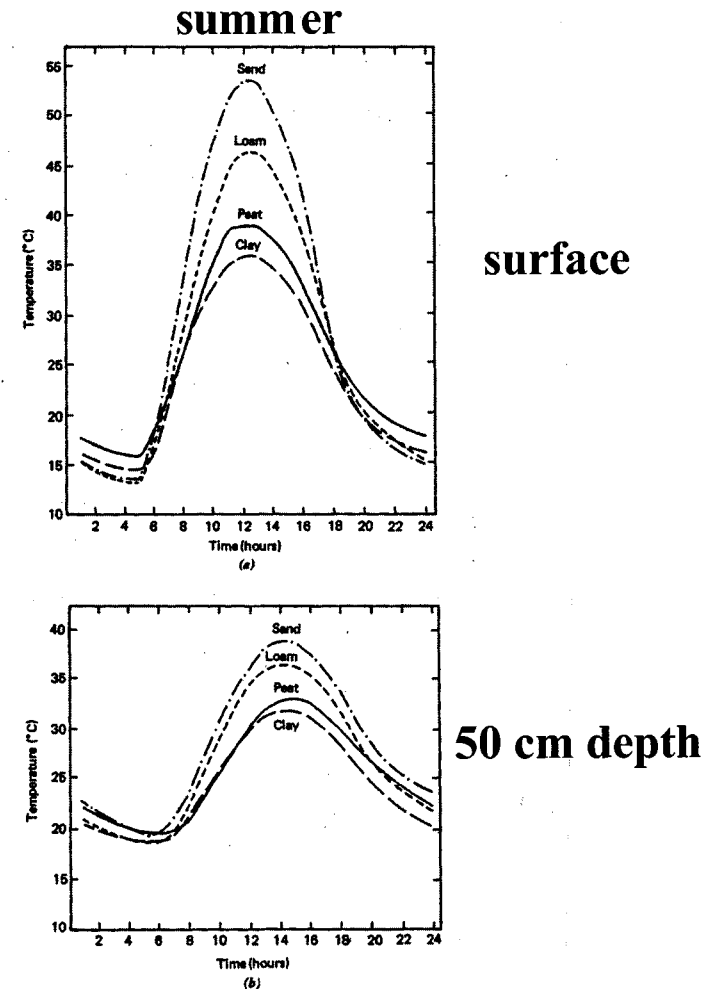 summer
55
50
45
40
35
30
25
20
15
10
Temperature (°C)
Sand
Loam
Peat
Clay
2 4 6 8 10 12 14 16 18 20 22 24
Time (hours)
(a)
surface
40
35
30
25
20
15
10
Temperature (°C)
Sand
Loam
Peat
Clay
2 4 6 8 10 12 14 16 18 20 22 24
Time (hours)
(b)
50 cm depth